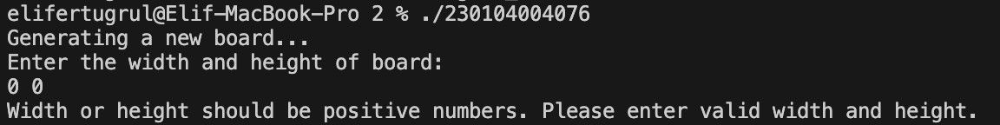 elifertugrul@Elif-MacBook-Pro 2 % ./230104004076
Generating a new board...
Enter the width and height of board:
0 0
Width or height should be positive numbers. Please enter valid width and height.